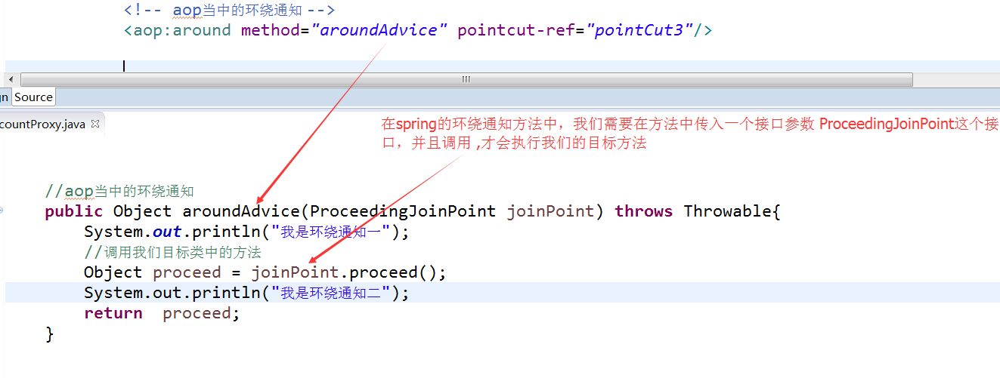 <!-- aop当中的环绕通知 -->
<aop:around method="aroundAdvice" pointcut-ref="pointCut3"/>
gn Source
countProxy.java
在spring的环绕通知方法中，我们需要在方法中传入一个接口参数 ProceedingJoinPoint这个接
口，并且调用 ,才会执行我们的目标方法
//aop当中的环绕通知
public Object aroundAdvice(ProceedingJoinPoint joinPoint) throws Throwable{
System.out.println("我是环绕通知一");
//调用我们目标类中的方法
Object proceed = joinPoint.proceed();
System.out.println("我是环绕通知二");
return  proceed;
}